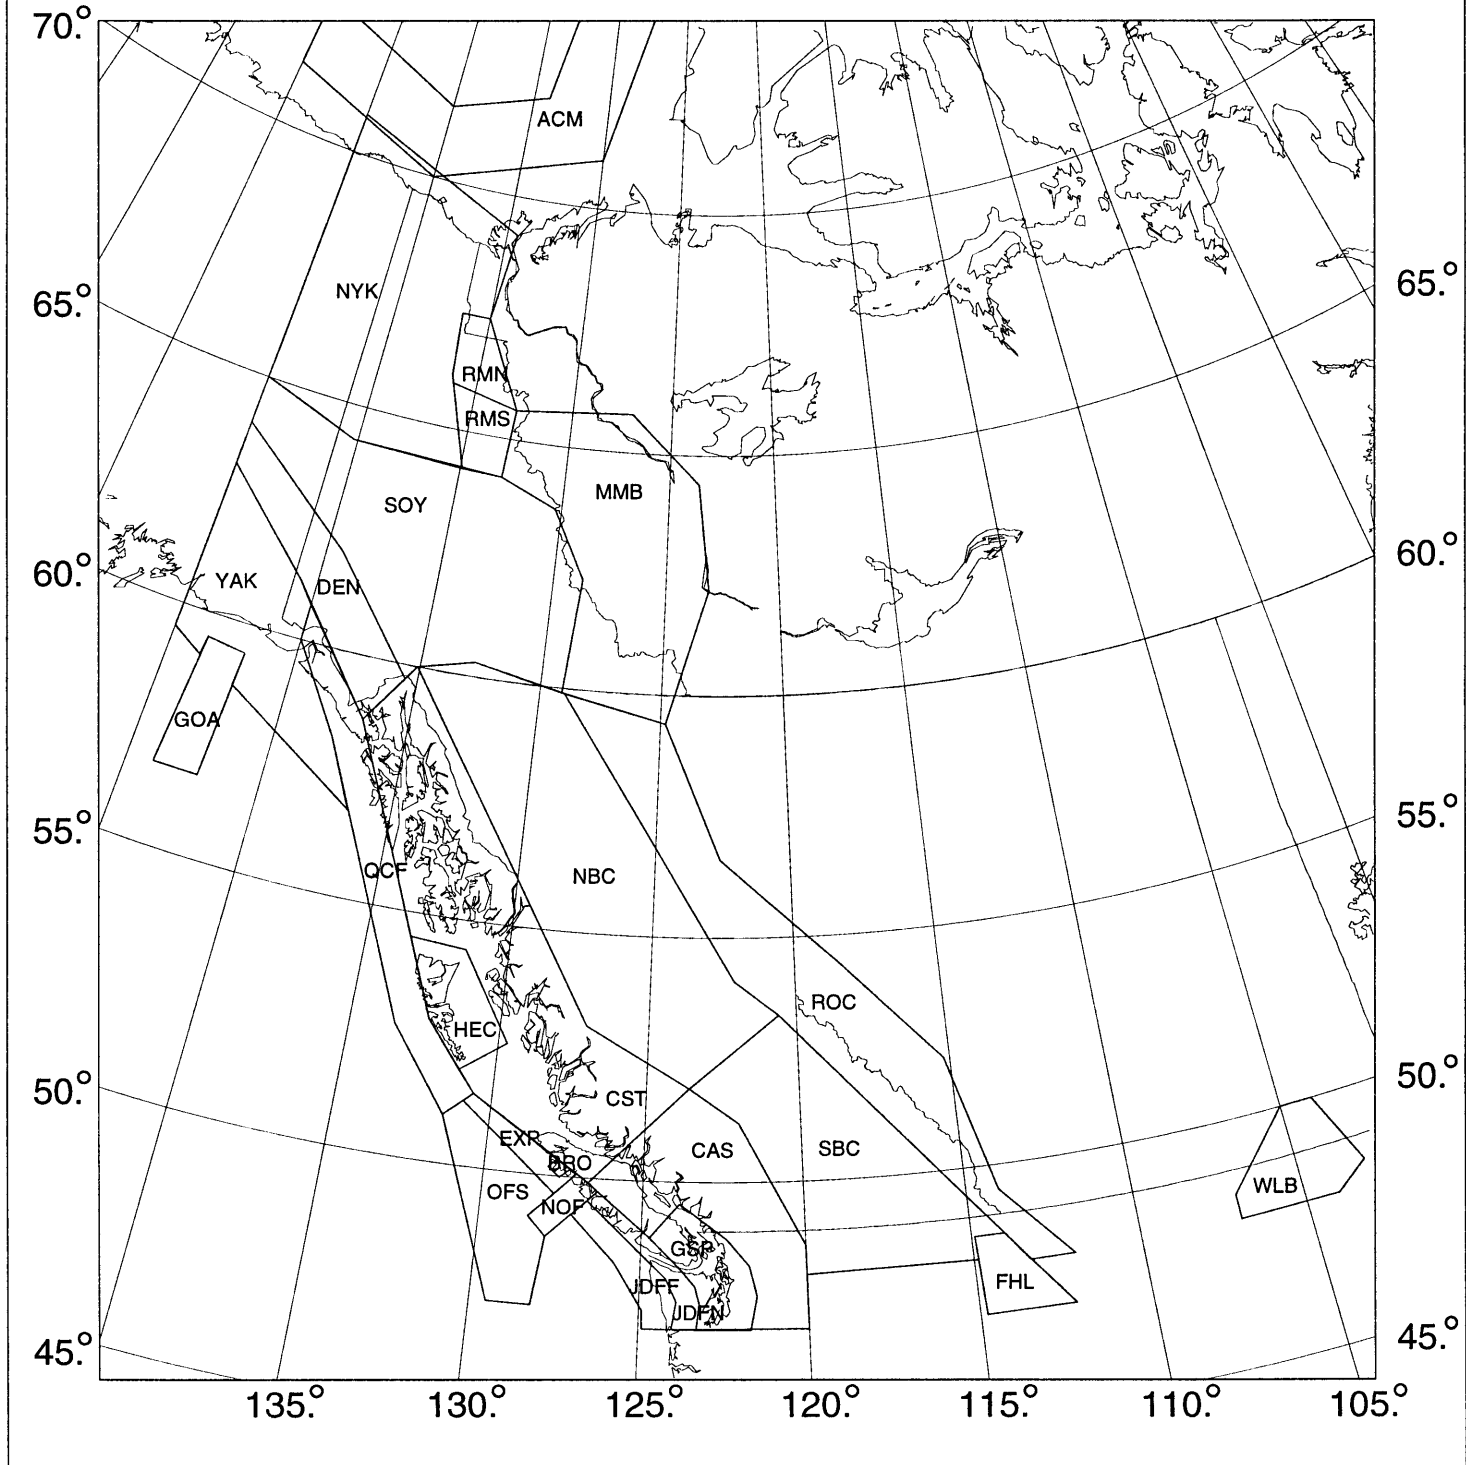 70.°
ACM
65.°
NYK
65.°
RMN
RMS
MMB
SOY
60.°
60.°
YAK
DEN
GOA
55.°
55.°
QCF
NBC
ROC
HEC
50.°
50.°
CST
EXP
CAS
SBC
BRO
OFS
WLB
NOF
GSP
JDFF
FHL
JDFN
45.°
45.°
135.° 130.° 125.° 120.° 115.° 110.° 105.°